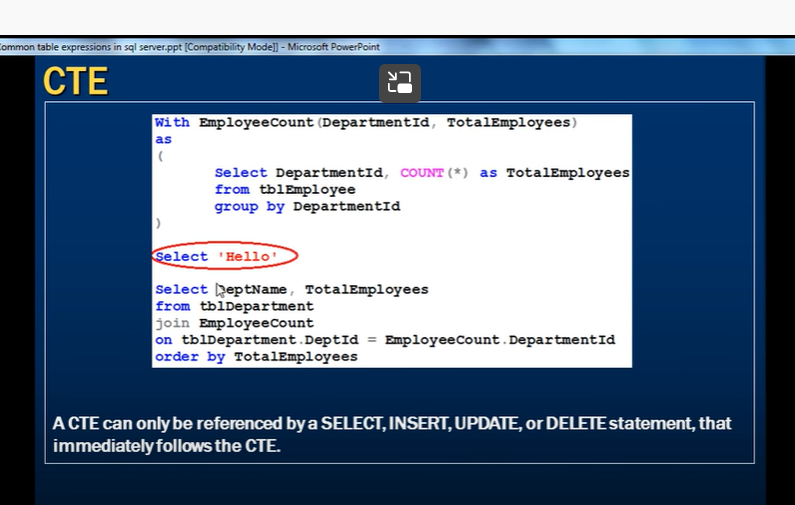 ommon table expressions in sql server.ppt [Compatibility Mode]] - Microsoft PowerPoint
CTE
With EmployeeCount(DepartmentId, TotalEmployees)
as
(
Select DepartmentId, COUNT(*) as TotalEmployees
from tblEmployee
group by DepartmentId
)
Select 'Hello'
Select DeptName, TotalEmployees
from tblDepartment
join EmployeeCount
on tblDepartment.DeptId = EmployeeCount.DepartmentId
order by TotalEmployees
A CTE can only be referenced by a SELECT, INSERT, UPDATE, or DELETE statement, that
immediately follows the CTE.